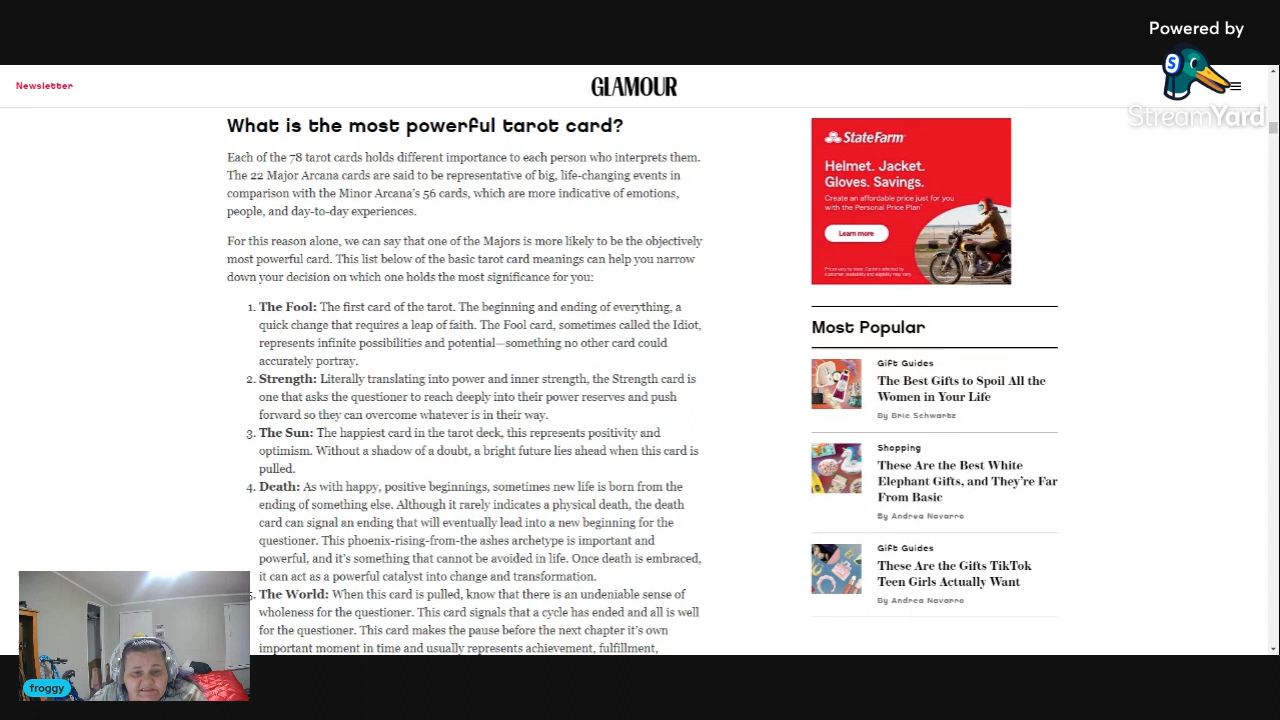 Powered by
StreamYard
Newsletter
GLAMOUR
What is the most powerful tarot card?
Each of the 78 tarot cards holds different importance to each person who interprets them.
The 22 Major Arcana cards are said to be representative of big, life-changing events in
comparison with the Minor Arcana's 56 cards, which are more indicative of emotions,
people, and day-to-day experiences.
For this reason alone, we can say that one of the Majors is more likely to be the objectively
most powerful card. This list below of the basic tarot card meanings can help you narrow
down your decision on which one holds the most significance for you:
1. The Fool: The first card of the tarot. The beginning and ending of everything, a
quick change that requires a leap of faith. The Fool card, sometimes called the Idiot,
represents infinite possibilities and potential—something no other card could
accurately portray.
2. Strength: Literally translating into power and inner strength, the Strength card is
one that asks the questioner to reach deeply into their power reserves and push
forward so they can overcome whatever is in their way.
3. The Sun: The happiest card in the tarot deck, this represents positivity and
optimism. Without a shadow of a doubt, a bright future lies ahead when this card is
pulled.
4. Death: As with happy, positive beginnings, sometimes new life is born from the
ending of something else. Although it rarely indicates a physical death, the death
card can signal an ending that will eventually lead into a new beginning for the
questioner. This phoenix-rising-from-the ashes archetype is important and
powerful, and it's something that cannot be avoided in life. Once death is embraced,
it can act as a powerful catalyst into change and transformation.
The World: When this card is pulled, know that there is an undeniable sense of
wholeness for the questioner. This card signals that a cycle has ended and all is well
for the questioner. This card makes the pause before the next chapter it's own
important moment in time and usually represents achievement, fulfillment,
StateFarm
Helmet. Jacket.
Gloves. Savings.
Create an affordable price just for you
with the Personal Price Plan
Learn more
Most Popular
Gift Guides
The Best Gifts to Spoil All the
Women in Your Life
By Brie Schwartz
Shopping
These Are the Best White
Elephant Gifts, and They're Far
From Basic
By Andrea Navarro
Gift Guides
These Are the Gifts TikTok
Teen Girls Actually Want
By Andrea Navarro
froggy